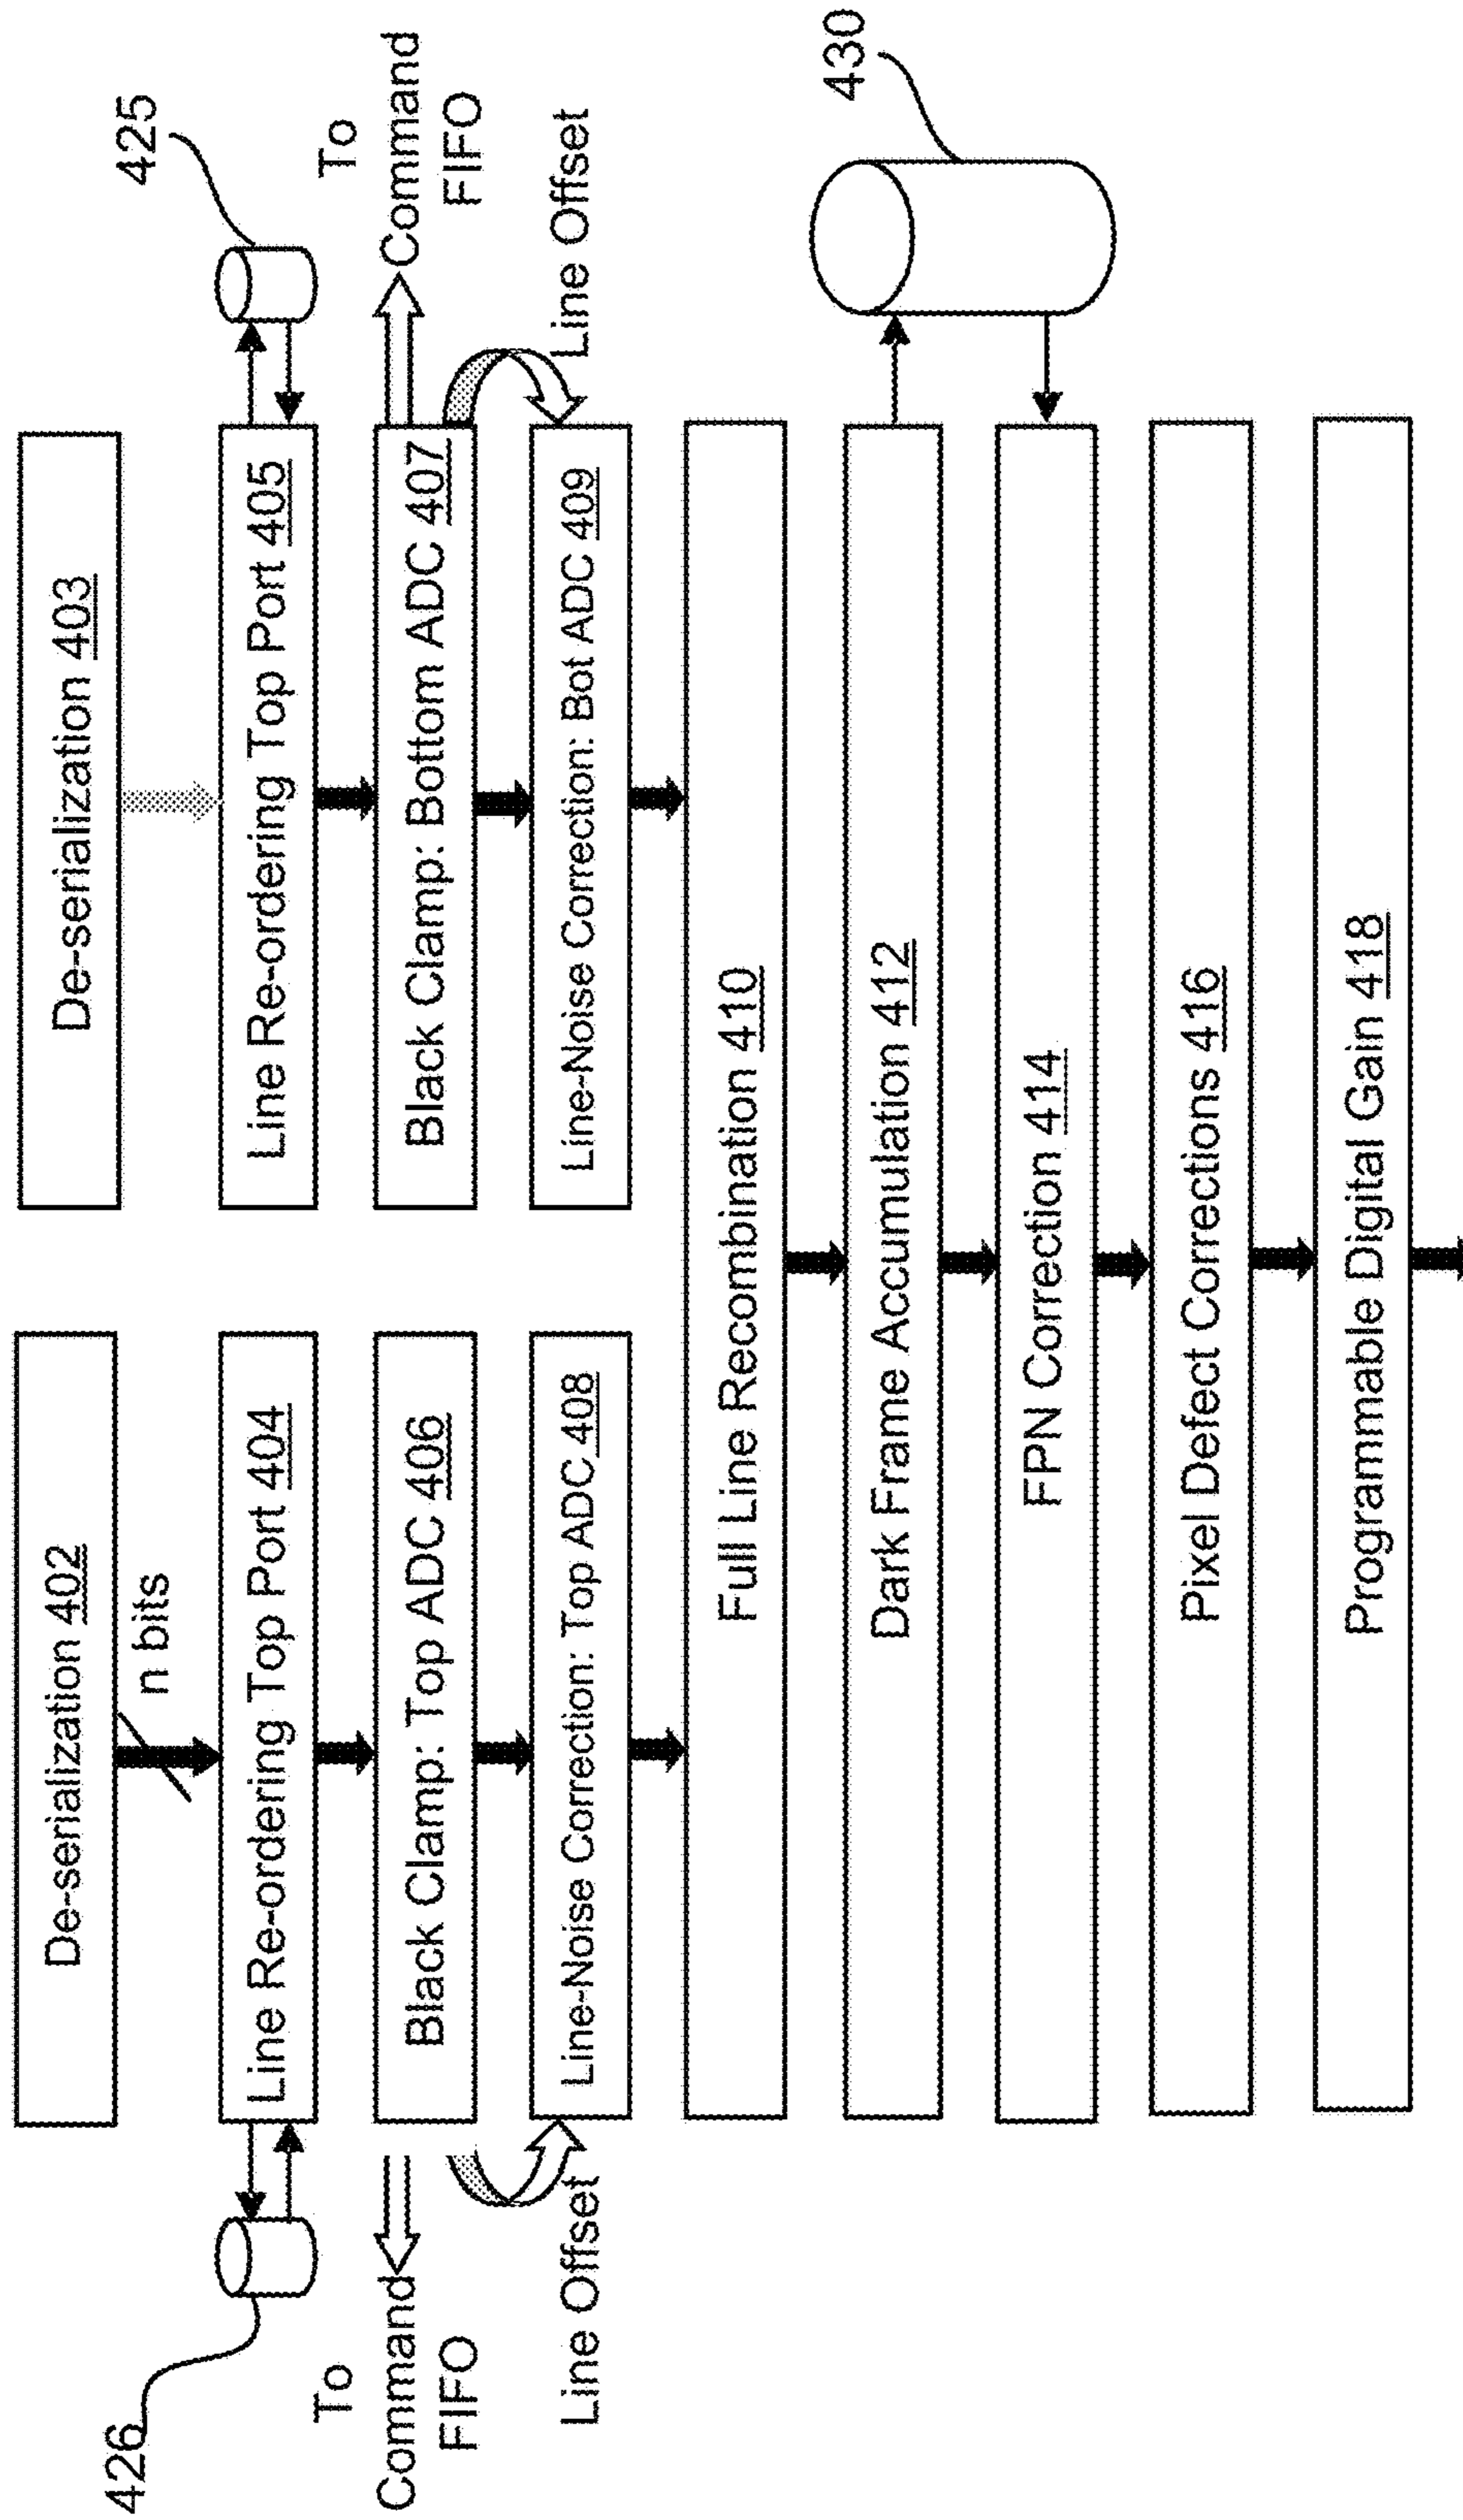 De-serialization 402
De-serialization 403
426
n bits
425
Line Re-ordering Top Port 404
Line Re-ordering Top Port 405
To
Command
FIFO
Black Clamp: Top ADC 406
Black Clamp: Bottom ADC 407
To
Command
FIFO
Line Offset
Line-Noise Correction: Top ADC 408
Line-Noise Correction: Bot ADC 409
Line Offset
Full Line Recombination 410
Dark Frame Accumulation 412
430
FPN Correction 414
Pixel Defect Corrections 416
Programmable Digital Gain 418